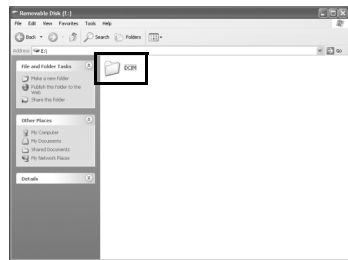 Removable Disk (E:)
File Edit View Favorites Tools Help
Back Search Folders
Address E:\ Go
File and Folder Tasks
Make a new folder
Publish this folder to the Web
Share this folder
DCIM
Other Places
My Computer
My Documents
Shared Documents
My Network Places
Details